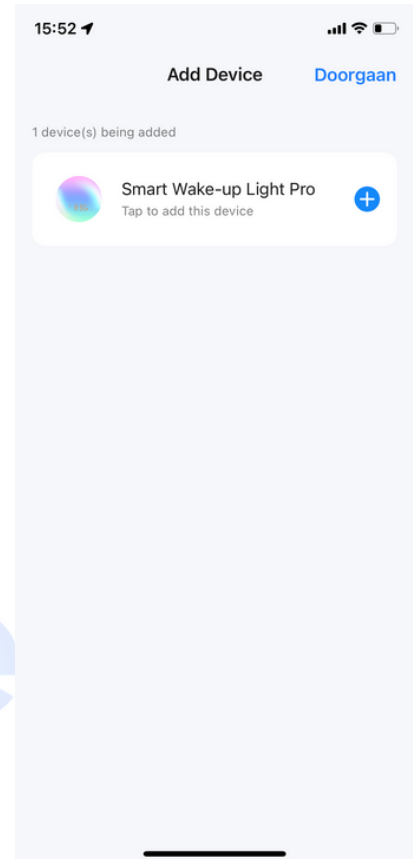 15:52
Add Device
Doorgaan
1 device(s) being added
Smart Wake-up Light Pro
Tap to add this device